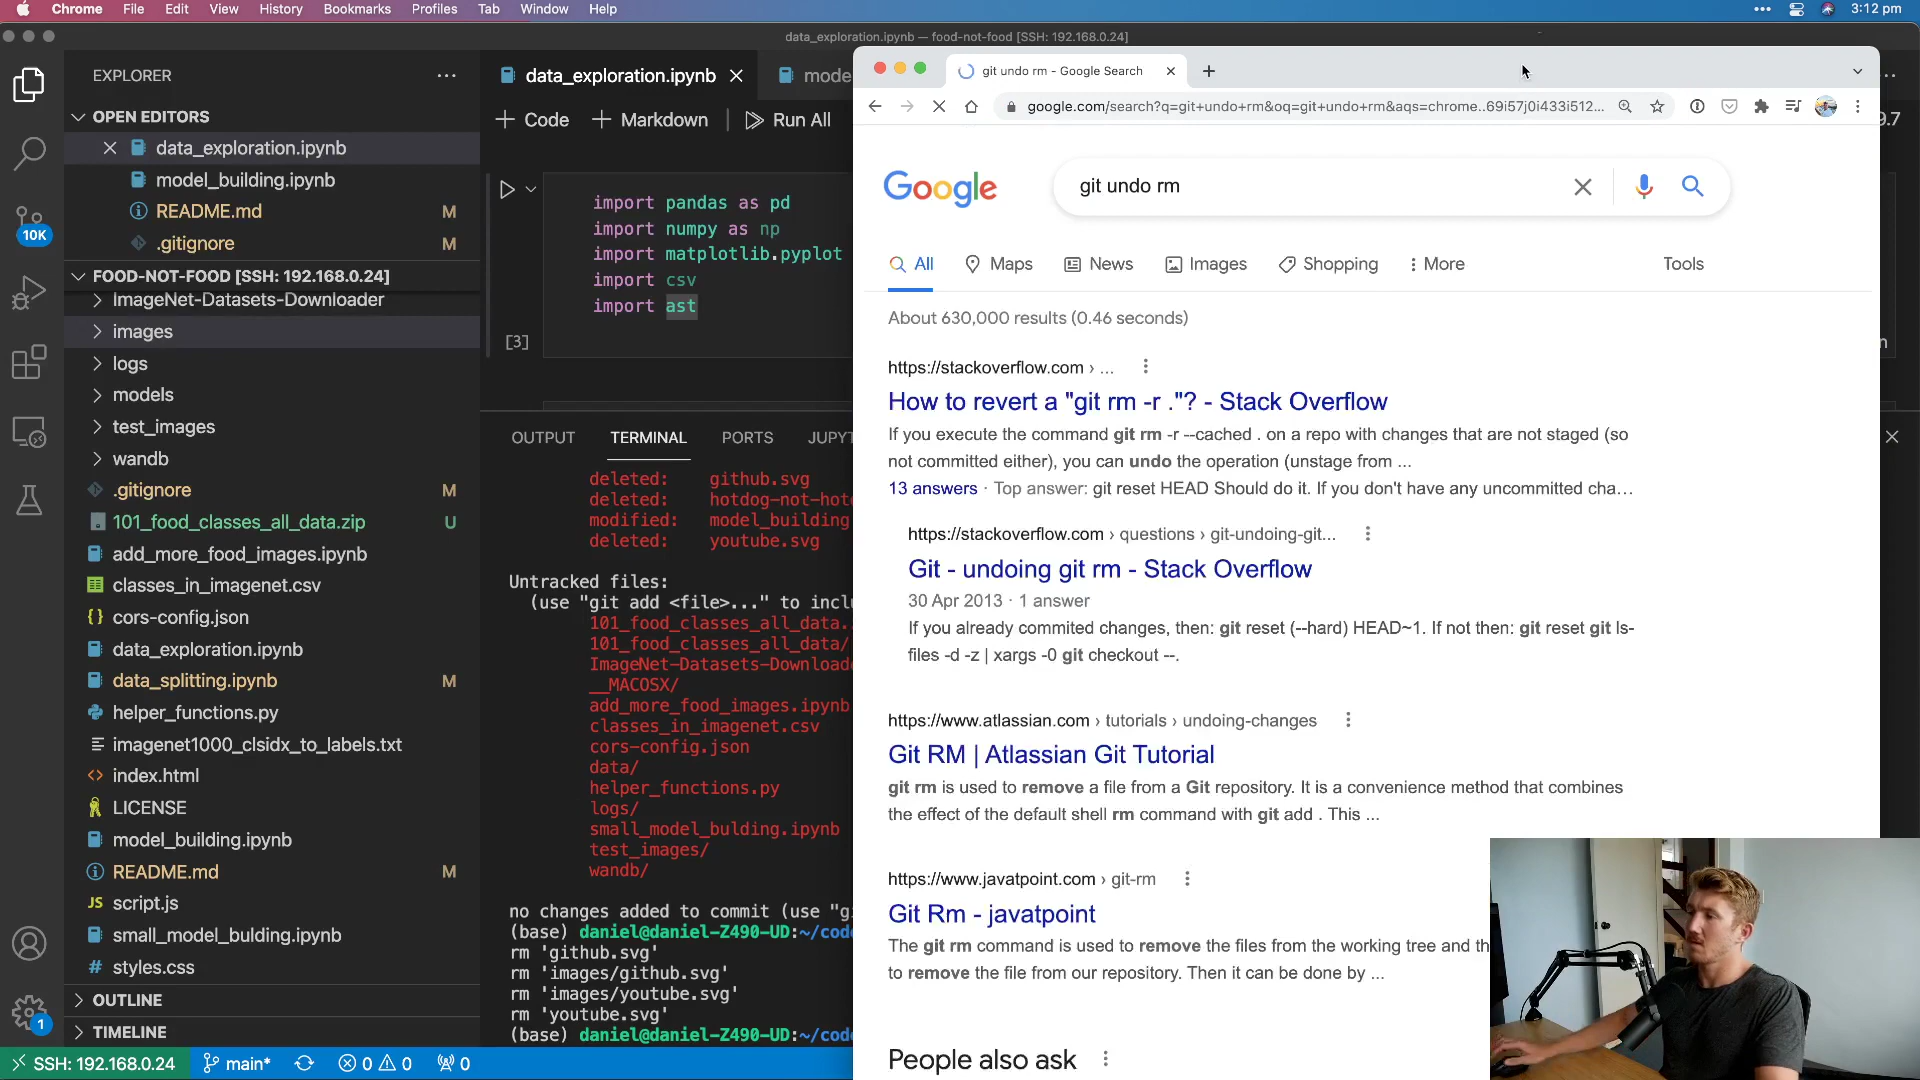 Chrome File Edit View History Bookmarks Profiles Tab Window Help
3:12 pm
data_exploration.ipynb — food-not-food [SSH: 192.168.0.24]
EXPLORER
OPEN EDITORS
data_exploration.ipynb
model_building.ipynb
README.md M
.gitignore M
10K
FOOD-NOT-FOOD [SSH: 192.168.0.24]
ImageNet-Datasets-Downloader
images
logs
models
test_images
wandb
.gitignore M
101_food_classes_all_data.zip U
add_more_food_images.ipynb
classes_in_imagenet.csv
cors-config.json
data_exploration.ipynb
data_splitting.ipynb M
helper_functions.py
imagenet1000_clsidx_to_labels.txt
index.html
LICENSE
model_building.ipynb
README.md M
JS script.js
small_model_bulding.ipynb
# styles.css
OUTLINE
TIMELINE
1
SSH: 192.168.0.24 main* 0 0 0
data_exploration.ipynb mode
+ Code + Markdown Run All
import pandas as pd
import numpy as np
import matplotlib.pyplot
import csv
import ast
[3]
OUTPUT TERMINAL PORTS JUPY
deleted: github.svg
deleted: hotdog-not-hot
modified: model_building
deleted: youtube.svg
Untracked files:
(use "git add <file>..." to incl
101_food_classes_all_data.
101_food_classes_all_data/
ImageNet-Datasets-Download
__MACOSX/
add_more_food_images.ipynb
classes_in_imagenet.csv
cors-config.json
data/
helper_functions.py
logs/
small_model_bulding.ipynb
test_images/
wandb/
no changes added to commit (use "g
(base) daniel@daniel-Z490-UD:~/code
rm 'github.svg'
rm 'images/github.svg'
rm 'images/youtube.svg'
rm 'youtube.svg'
(base) daniel@daniel-Z490-UD:~/code
git undo rm - Google Search
google.com/search?q=git+undo+rm&oq=git+undo+rm&aqs=chrome..69i57j0i433i512...
9.7
Google
git undo rm
All Maps News Images Shopping More Tools
About 630,000 results (0.46 seconds)
https://stackoverflow.com › ...
How to revert a "git rm -r ."? - Stack Overflow
If you execute the command git rm -r --cached . on a repo with changes that are not staged (so
not committed either), you can undo the operation (unstage from ...
13 answers · Top answer: git reset HEAD Should do it. If you don't have any uncommitted cha...
https://stackoverflow.com › questions › git-undoing-git...
Git - undoing git rm - Stack Overflow
30 Apr 2013 · 1 answer
If you already commited changes, then: git reset (--hard) HEAD~1. If not then: git reset git ls-
files -d -z | xargs -0 git checkout --.
https://www.atlassian.com › tutorials › undoing-changes
Git RM | Atlassian Git Tutorial
git rm is used to remove a file from a Git repository. It is a convenience method that combines
the effect of the default shell rm command with git add . This ...
https://www.javatpoint.com › git-rm
Git Rm - javatpoint
The git rm command is used to remove the files from the working tree and th
to remove the file from our repository. Then it can be done by ...
People also ask